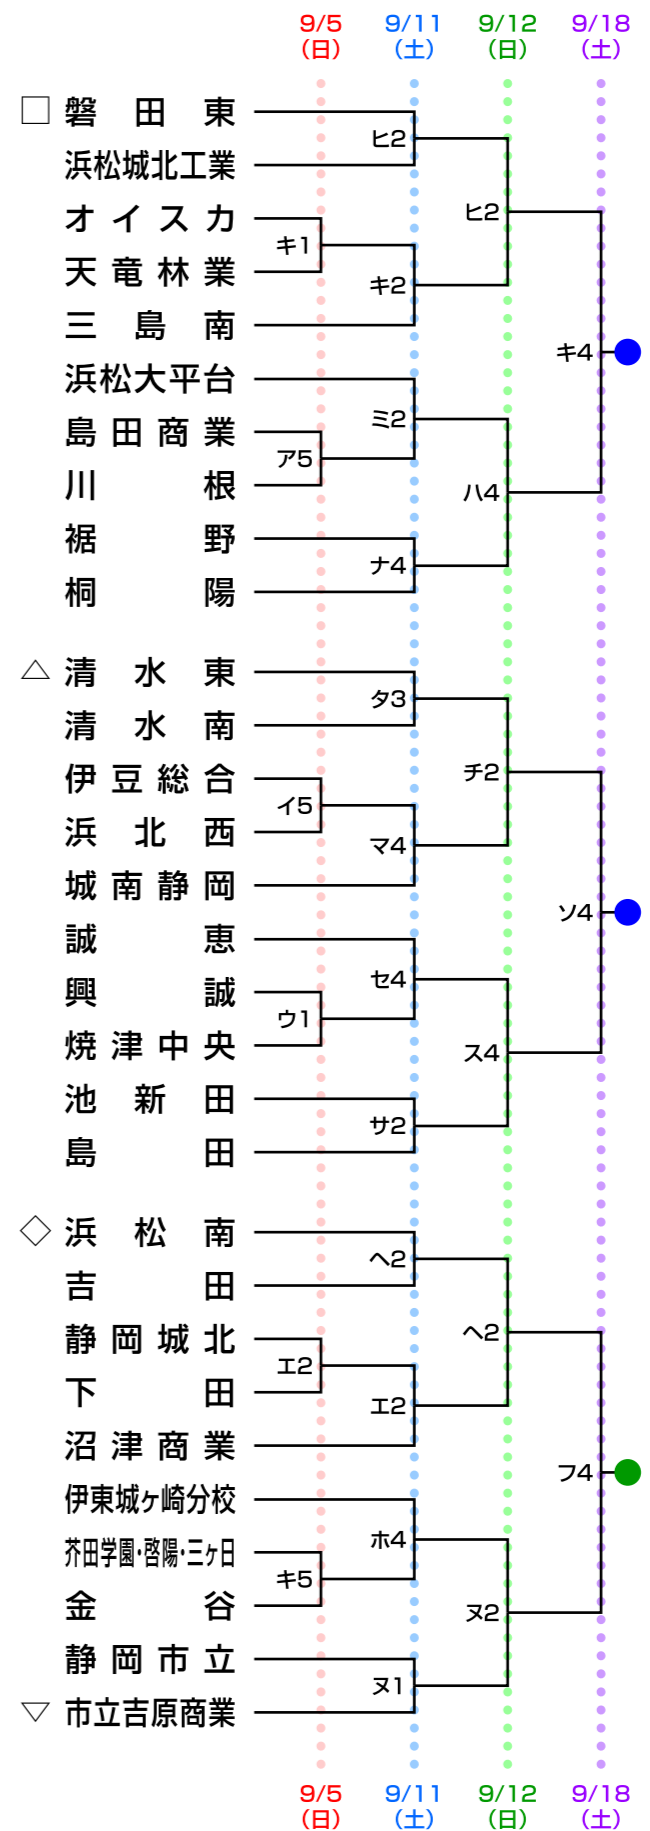 9/5 9/11 9/12 9/18
（日） （土） （日） （土）
□ 磐田東
ヒ2
浜松城北工業
ヒ2
オイスカ
キ1
天竜林業
キ2
三島南
キ4
浜松大平台
ミ2
島田商業
ア5
川根
ハ4
裾野
ナ4
桐陽
△ 清水東
タ3
清水南
チ2
伊豆総合
イ5
浜北西
マ4
城南静岡
ソ4
誠恵
セ4
興誠
ウ1
焼津中央
ス4
池新田
サ2
島田
◇ 浜松南
ヘ2
吉田
ヘ2
静岡城北
エ2
下田
エ2
沼津商業
フ4
伊東城ヶ崎分校
ホ4
芥田学園・啓陽・三ヶ日
キ5
金谷
ヌ2
静岡市立
ヌ1
▽ 市立吉原商業
9/5 9/11 9/12 9/18
（日） （土） （日） （土）